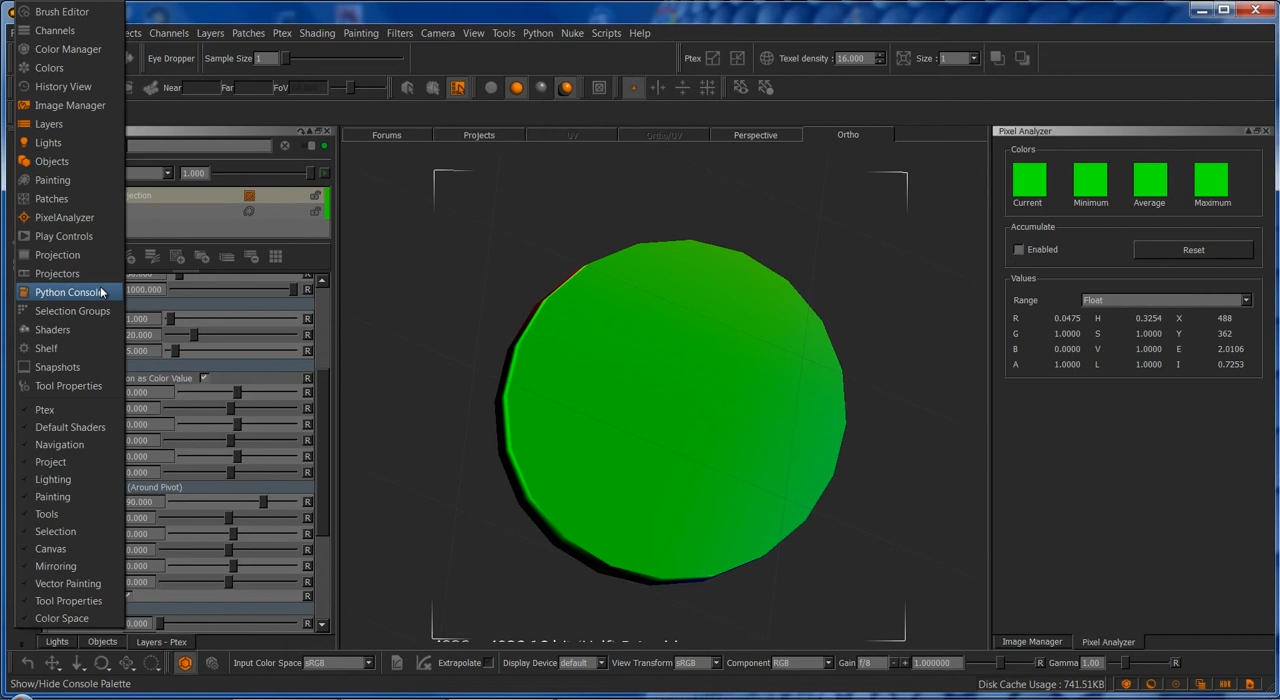 Brush Editor
Channels
Color Manager
Colors
History View
Image Manager
Layers
Lights
Objects
Painting
Patches
PixelAnalyzer
Play Controls
Projection
Projectors
Python Console
Selection Groups
Shaders
Shelf
Snapshots
Tool Properties
Ptex
Default Shaders
Navigation
Project
Lighting
Painting
Tools
Selection
Canvas
Mirroring
Vector Painting
Tool Properties
Color Space
Channels Layers Patches Ptex Shading Painting Filters Camera View Tools Python Nuke Scripts Help
Eye Dropper Sample Size 1
Ptex Texel density : 16.000 Size : 1
Near Far FoV
Forums Projects UV Ortho/UV Perspective Ortho
1.000
1000.000 R
1.000 R
20.000 R
5.000 R
on as Color Value R
0.000 R
0.000 R
0.000 R
0.000 R
0.000 R
0.000 R
(Around Pivot)
90.000 R
0.000 R
0.000 R
0.000 R
0.000 R
0.000 R
R
0.000 R
Lights Objects Layers - Ptex
Pixel Analyzer
Colors
Current Minimum Average Maximum
Accumulate
Enabled Reset
Values
Range Float
R 0.0475 H 0.3254 X 488
G 1.0000 S 1.0000 Y 362
B 0.0000 V 1.0000 E 2.0106
A 1.0000 L 1.0000 I 0.7253
Image Manager Pixel Analyzer
Input Color Space sRGB Extrapolate Display Device default View Transform sRGB Component RGB Gain f/8 - + 1.000000 R Gamma 1.00 R
Show/Hide Console Palette
Disk Cache Usage : 741.51KB